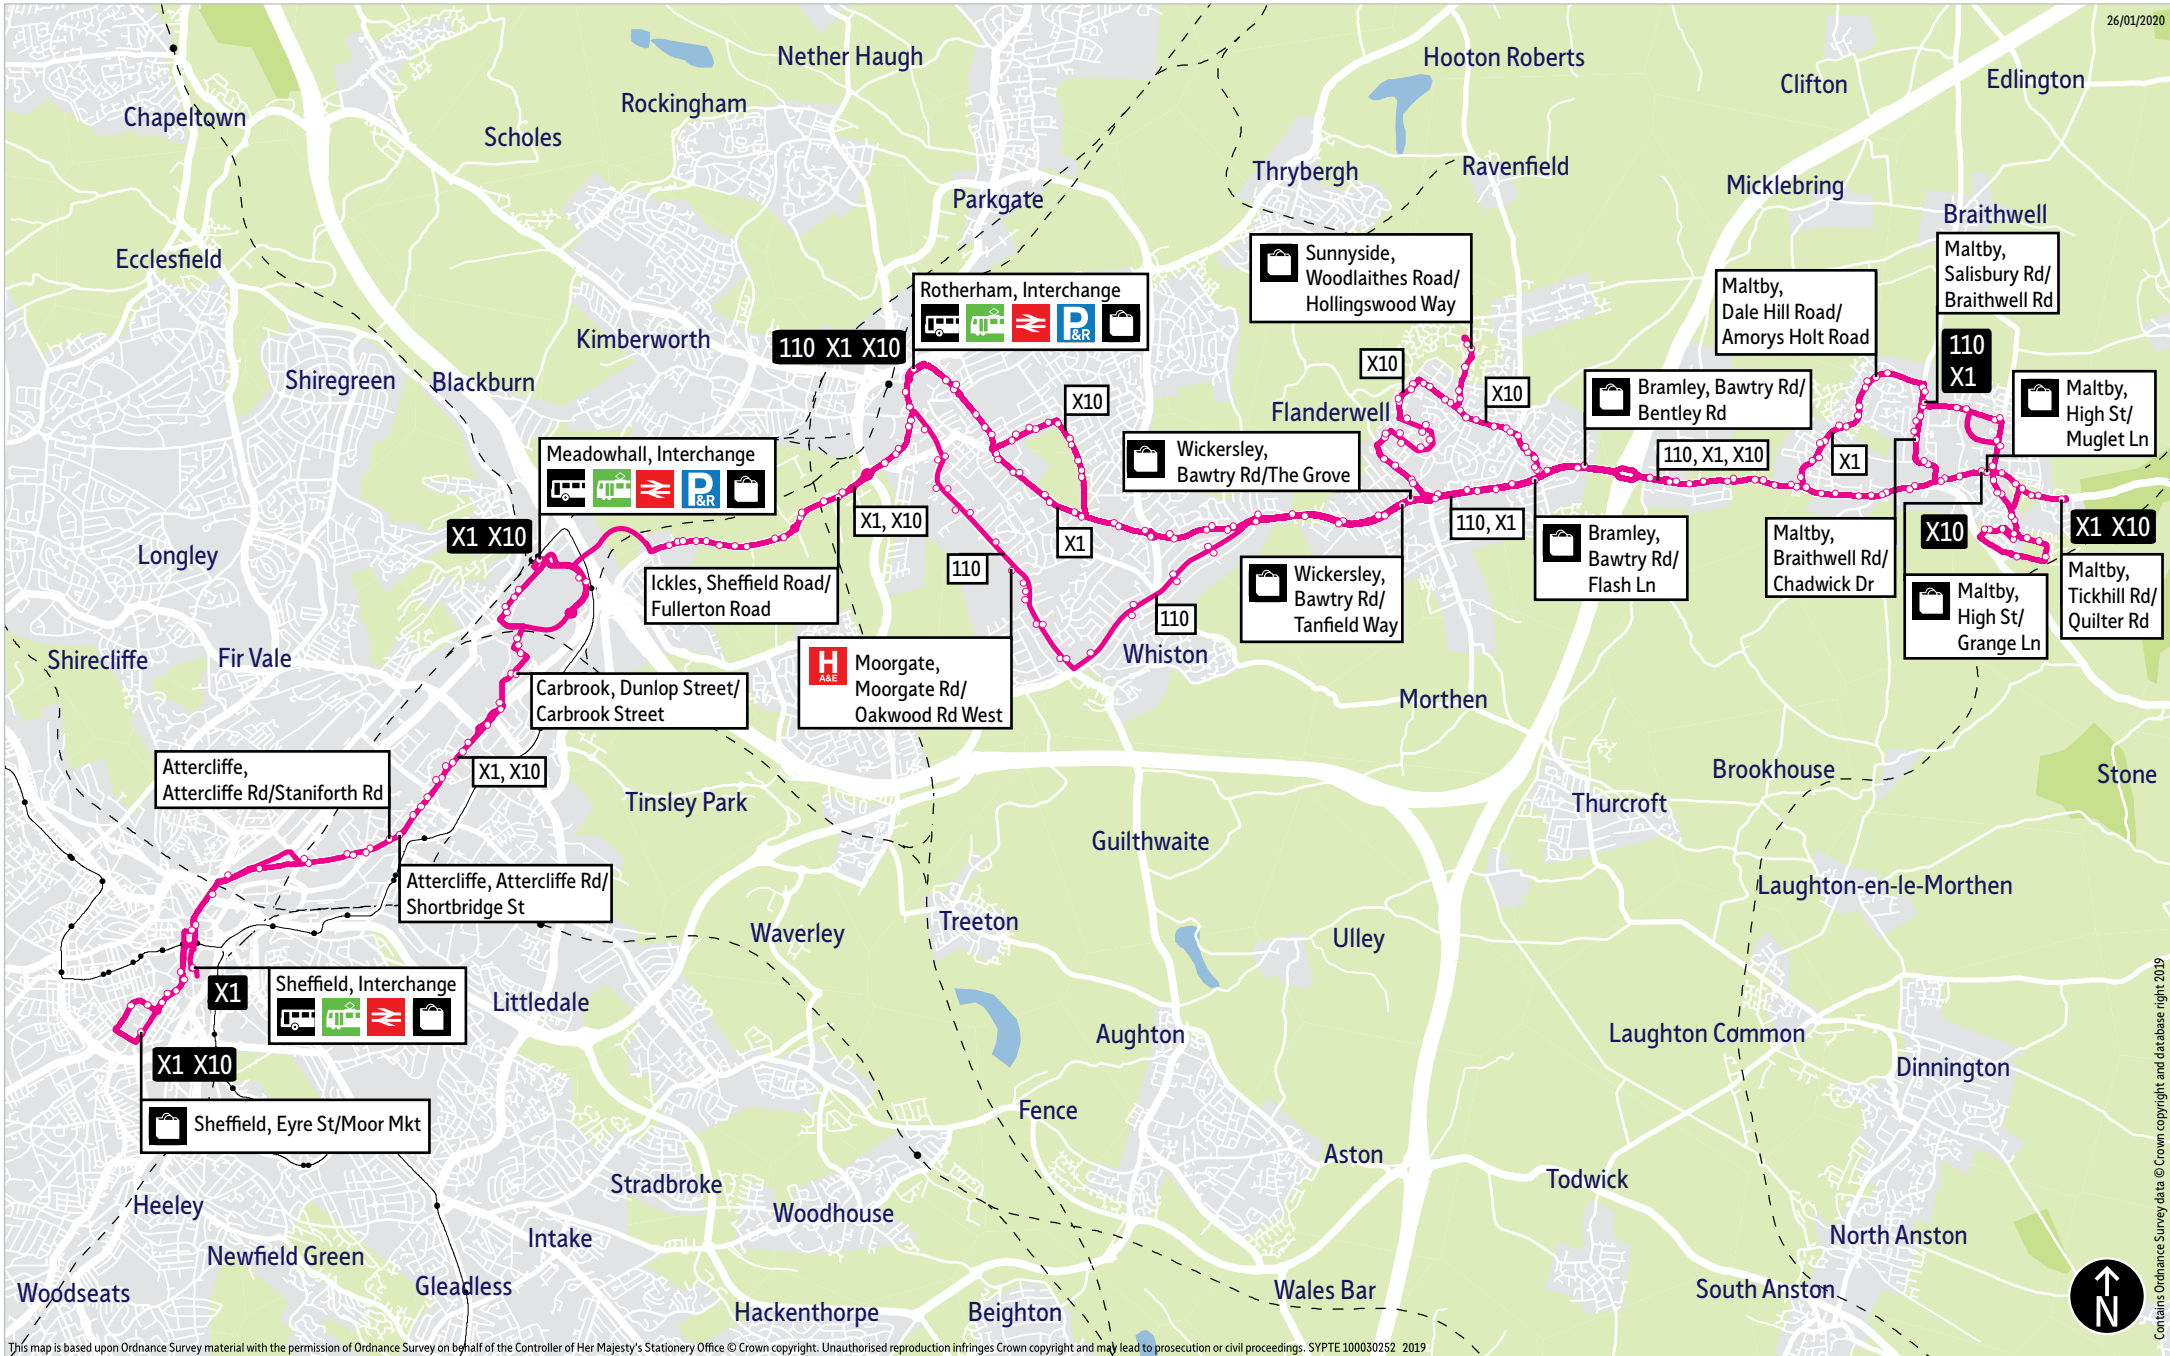 26/01/2020
Nether Haugh
Hooton Roberts
Clifton
Edlington
Chapeltown
Scholes
Rockingham
Thrybergh
Ravenfield
Micklebring
Parkgate
Braithwell
Ecclesfield
Sunnyside,
Woodlaithes Road/
Hollingswood Way
Maltby,
Salisbury Rd/
Braithwell Rd
Maltby,
Dale Hill Road/
Amorys Holt Road
Rotherham, Interchange
P&R
110 X1 X10
Kimberworth
Shiregreen
Blackburn
X10
X10
X10
Flanderwell
Bramley, Bawtry Rd/
Bentley Rd
110
X1
Maltby,
High St/
Muglet Ln
Meadowhall, Interchange
P&R
Wickersley,
Bawtry Rd/The Grove
110, X1, X10
X1
X1 X10
X1, X10
X1
110, X1
Longley
110
Ickles, Sheffield Road/
Fullerton Road
Wickersley,
Bawtry Rd/
Tanfield Way
Bramley,
Bawtry Rd/
Flash Ln
Maltby,
Braithwell Rd/
Chadwick Dr
X10
X1 X10
Maltby,
High St/
Grange Ln
Maltby,
Tickhill Rd/
Quilter Rd
110
Shirecliffe
Fir Vale
Whiston
H
A&E
Moorgate,
Moorgate Rd/
Oakwood Rd West
Carbrook, Dunlop Street/
Carbrook Street
Morthen
X1, X10
Attercliffe,
Attercliffe Rd/Staniforth Rd
Tinsley Park
Brookhouse
Stone
Thurcroft
Guilthwaite
Attercliffe, Attercliffe Rd/
Shortbridge St
Laughton-en-le-Morthen
Waverley
Treeton
Ulley
X1
Sheffield, Interchange
Littledale
Aughton
Laughton Common
Dinnington
X1 X10
Sheffield, Eyre St/Moor Mkt
Fence
Aston
Todwick
Stradbroke
Woodhouse
Heeley
Newfield Green
Intake
North Anston
Woodseats
Gleadless
Hackenthorpe
Beighton
Wales Bar
South Anston
N
Contains Ordnance Survey data © Crown copyright and database right 2019
This map is based upon Ordnance Survey material with the permission of Ordnance Survey on behalf of the Controller of Her Majesty's Stationery Office © Crown copyright. Unauthorised reproduction infringes Crown copyright and may lead to prosecution or civil proceedings. SYPTE 100030252 2019